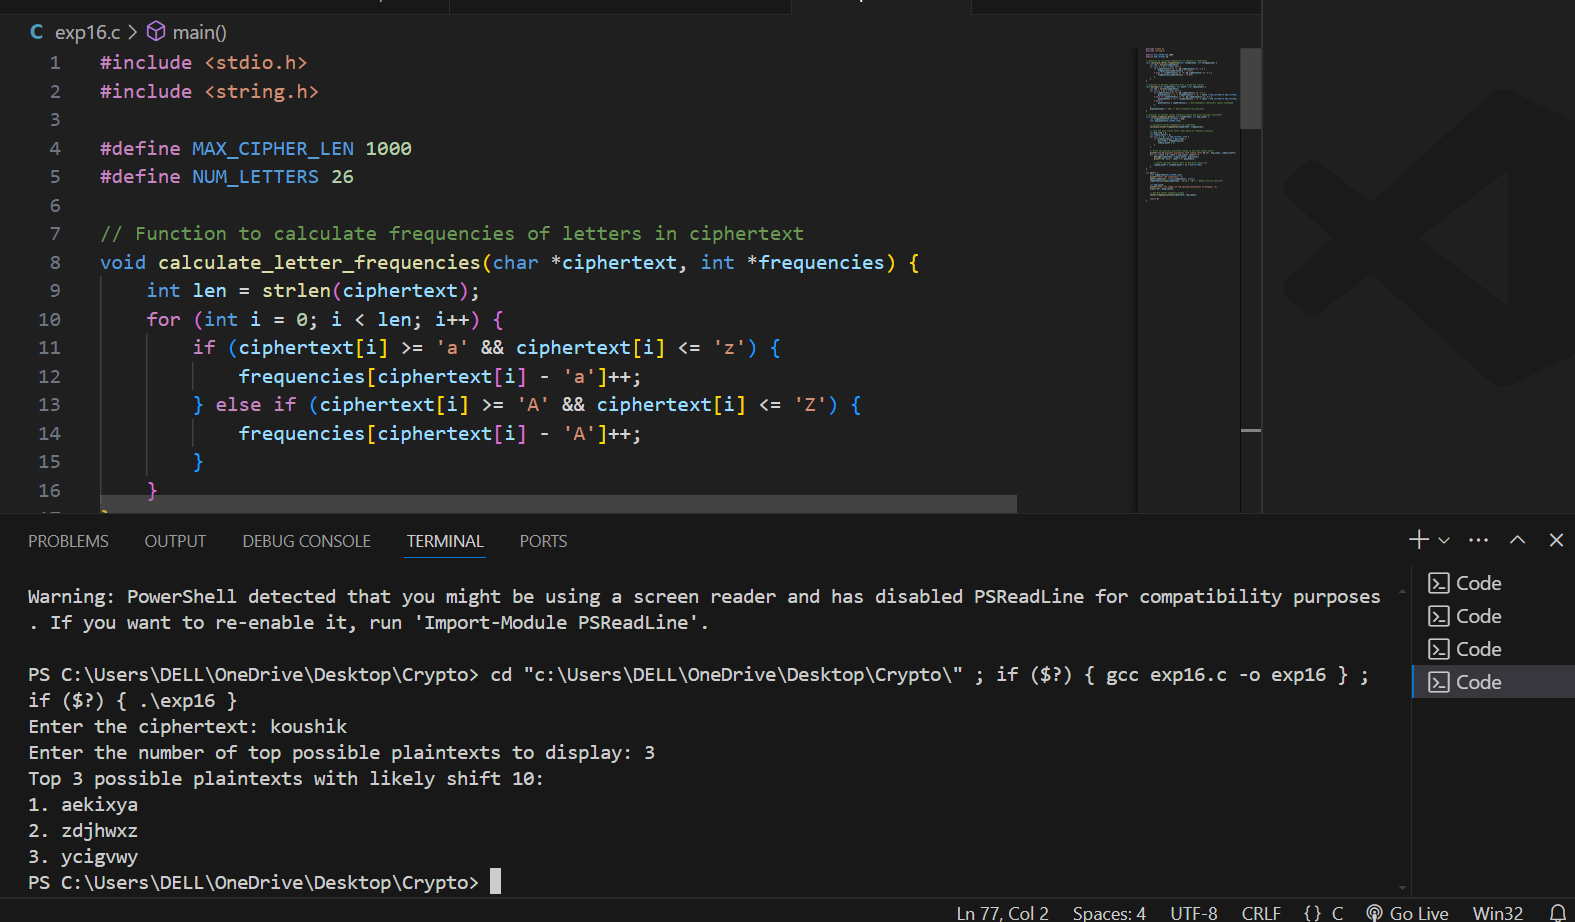 C exp16.c > main()
1 #include <stdio.h>
2 #include <string.h>
3
4 #define MAX_CIPHER_LEN 1000
5 #define NUM_LETTERS 26
6
7 // Function to calculate frequencies of letters in ciphertext
8 void calculate_letter_frequencies(char *ciphertext, int *frequencies) {
9     int len = strlen(ciphertext);
10     for (int i = 0; i < len; i++) {
11         if (ciphertext[i] >= 'a' && ciphertext[i] <= 'z') {
12             frequencies[ciphertext[i] - 'a']++;
13         } else if (ciphertext[i] >= 'A' && ciphertext[i] <= 'Z') {
14             frequencies[ciphertext[i] - 'A']++;
15         }
16     }
PROBLEMS OUTPUT DEBUG CONSOLE TERMINAL PORTS
Warning: PowerShell detected that you might be using a screen reader and has disabled PSReadLine for compatibility purposes
. If you want to re-enable it, run 'Import-Module PSReadLine'.
PS C:\Users\DELL\OneDrive\Desktop\Crypto> cd "c:\Users\DELL\OneDrive\Desktop\Crypto\" ; if ($?) { gcc exp16.c -o exp16 } ;
if ($?) { .\exp16 }
Enter the ciphertext: koushik
Enter the number of top possible plaintexts to display: 3
Top 3 possible plaintexts with likely shift 10:
1. aekixya
2. zdjhwxz
3. ycigvwy
PS C:\Users\DELL\OneDrive\Desktop\Crypto>
Code
Code
Code
Code
Ln 77, Col 2 Spaces: 4 UTF-8 CRLF {} C Go Live Win32